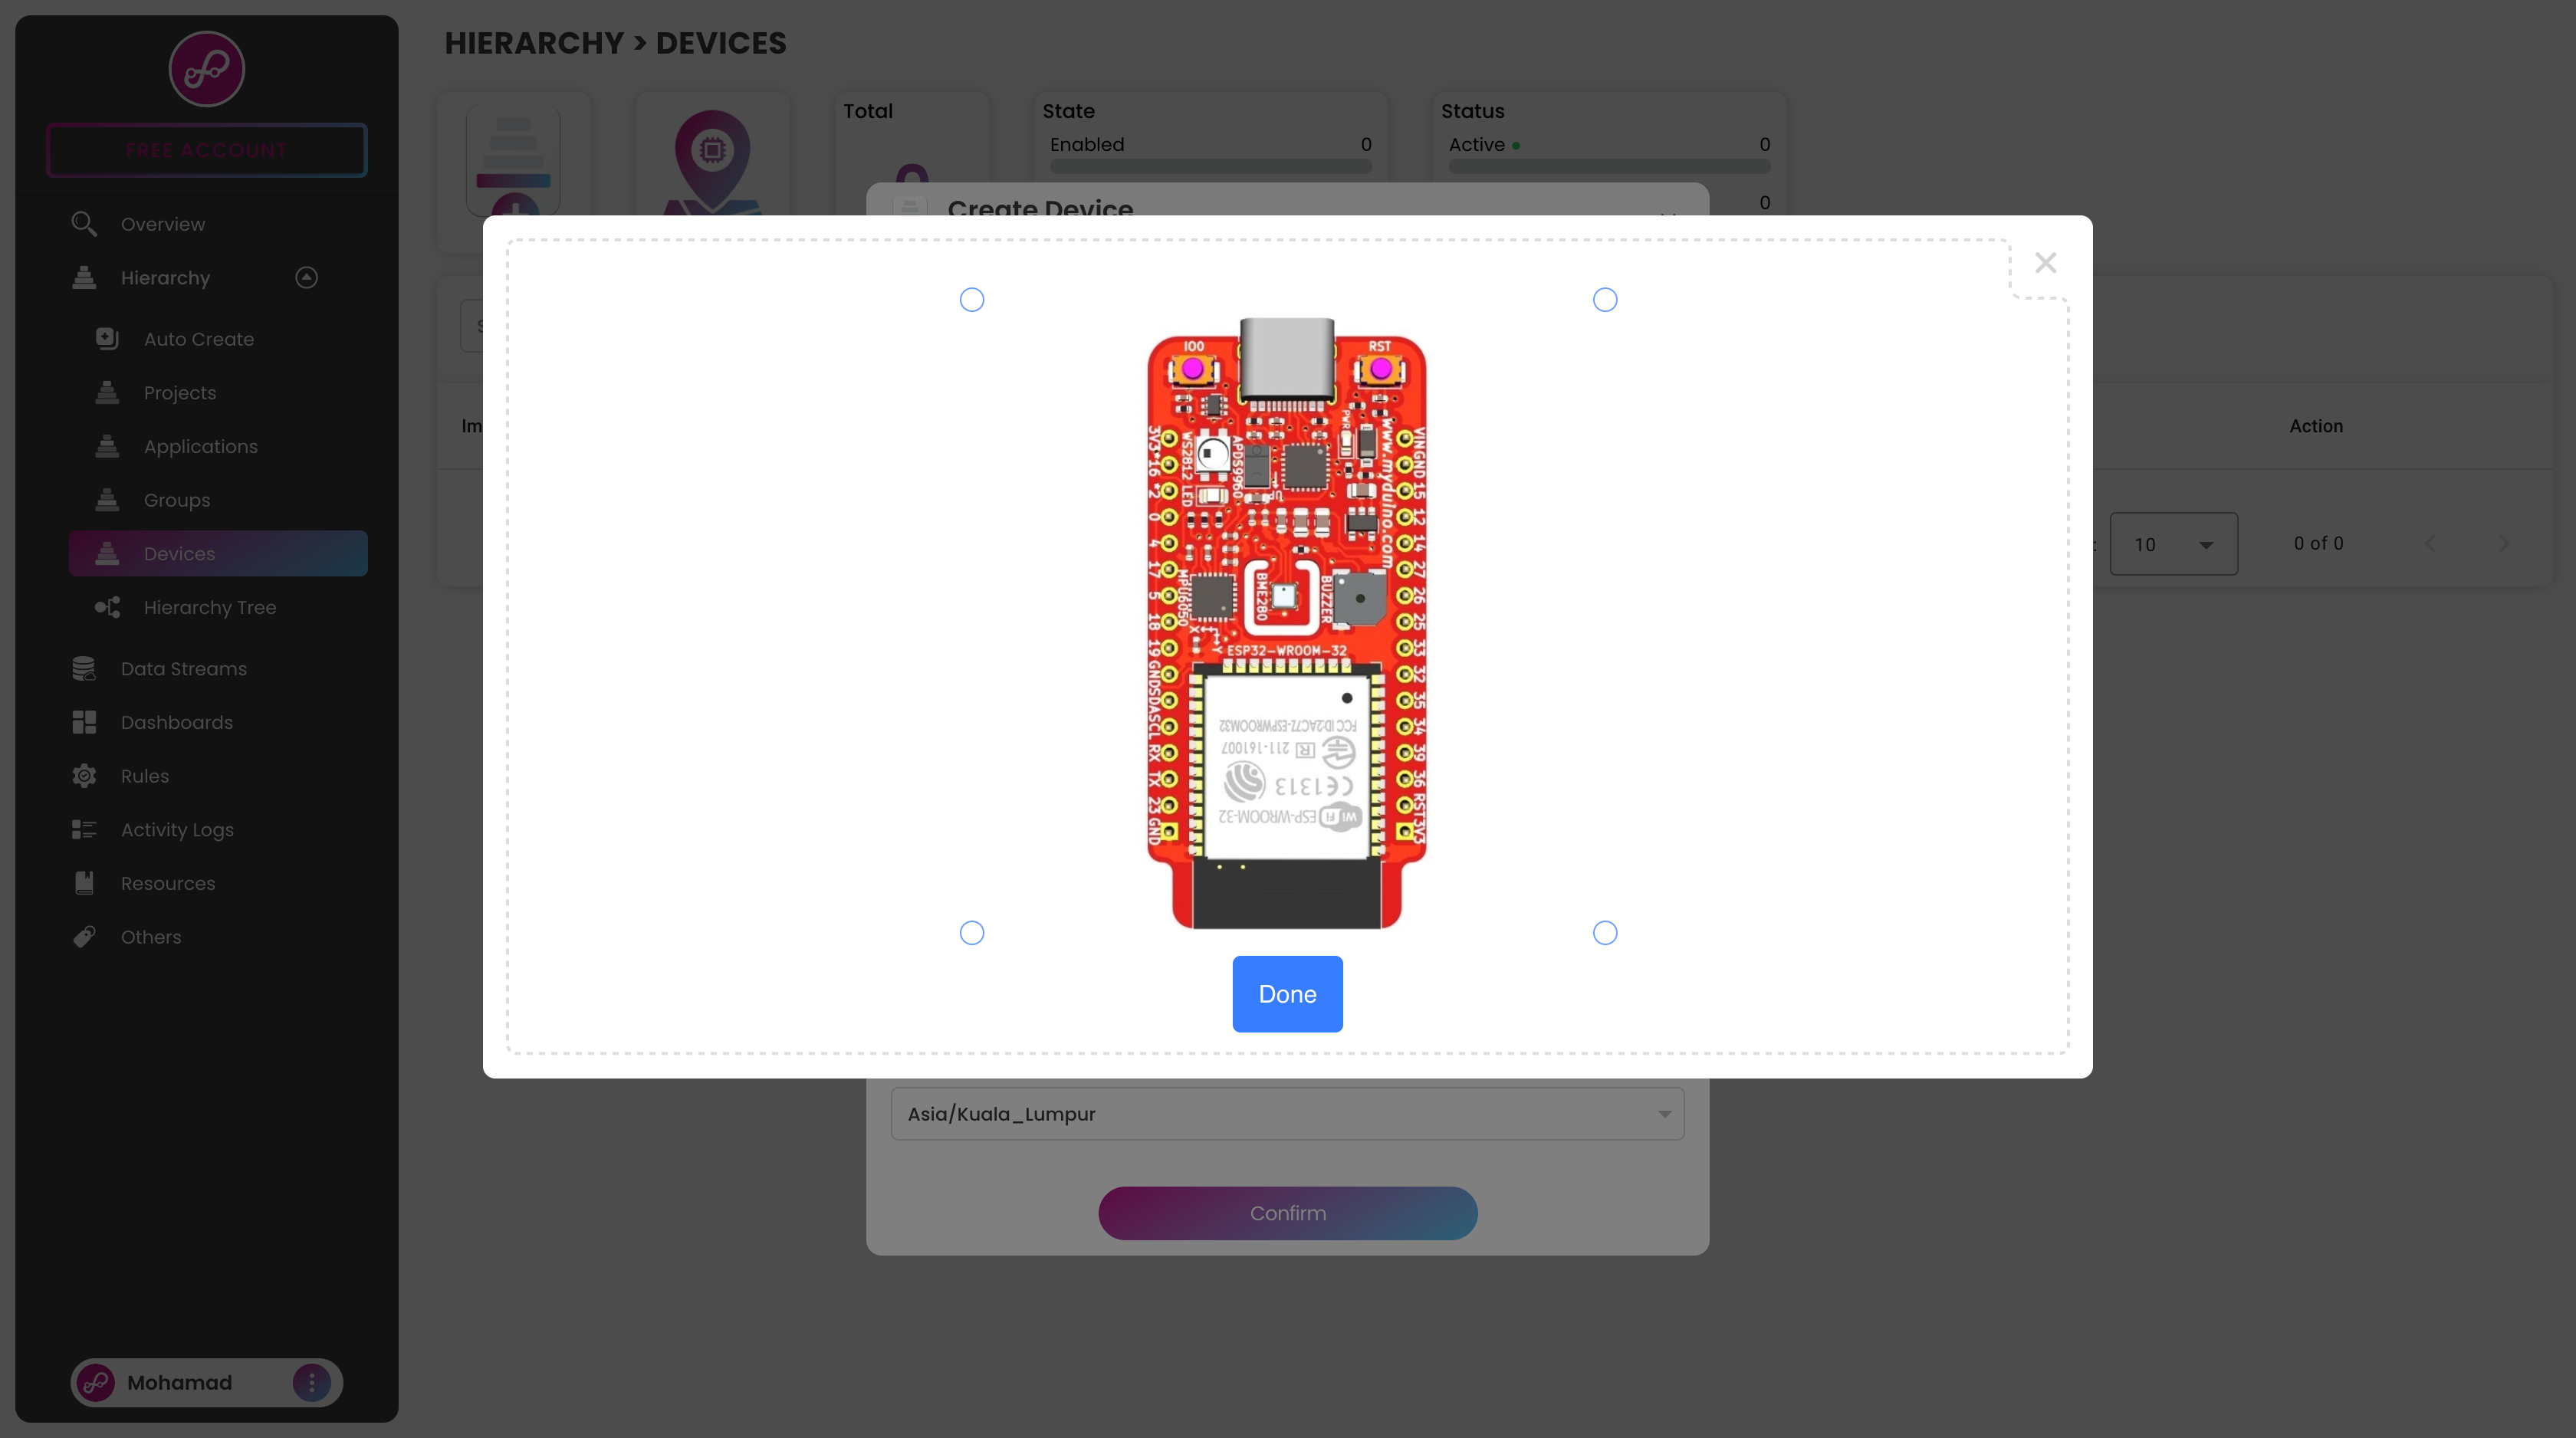 HIERARCHY > DEVICES
FREE ACCOUNT
Overview
Hierarchy
Auto Create
Projects
Applications
Groups
Devices
Hierarchy Tree
Data Streams
Dashboards
Rules
Activity Logs
Resources
Others
Mohamad
Total
State
Enabled 0
Status
Active 0
0
Create Device
Action
10
0 of 0
IO0
RST
PWR
3V3 *16 *2 0 4 17 5 18 19 GND SDA SCL RX TX 23 GND
WS2812 LED
APDS9960
UP
www.myduino.com
VIN GND 15 12 14 27 26 25 33 32 35 34 39 36 RST 3V3
MPU6050
BME280
BUZZER
X
Y
ESP32-WROOM-32
FCC ID:2AC7Z-ESPWROOM32
R 211-161007
CE1313
WiFi ESP-WROOM-32
Done
Asia/Kuala_Lumpur
Confirm